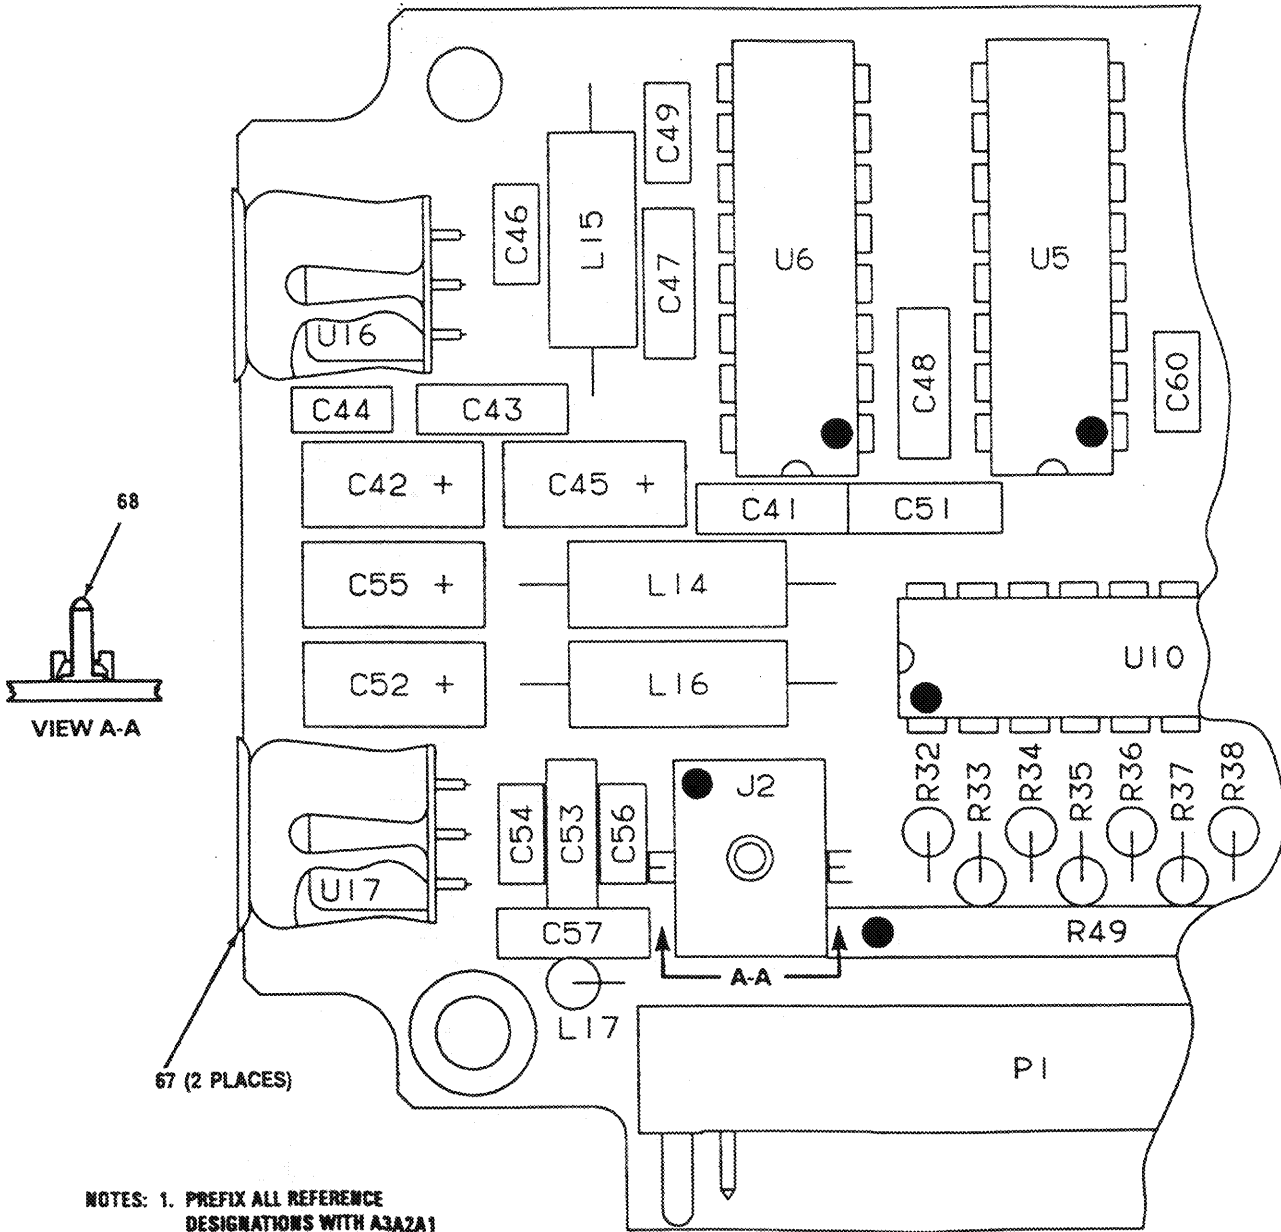 C49
C46
L15
C47
U6
U5
U16
C48
C60
C44
C43
C42 +
C45 +
C41
C51
68
C55 +
L14
U10
C52 +
L16
VIEW A-A
R32
R33
R34
R35
R36
R37
R38
J2
C54
C53
C56
U17
C57
R49
A-A
L17
P1
67 (2 PLACES)
NOTES: 1. PREFIX ALL REFERENCE
DESIGNATIONS WITH A3A2A1